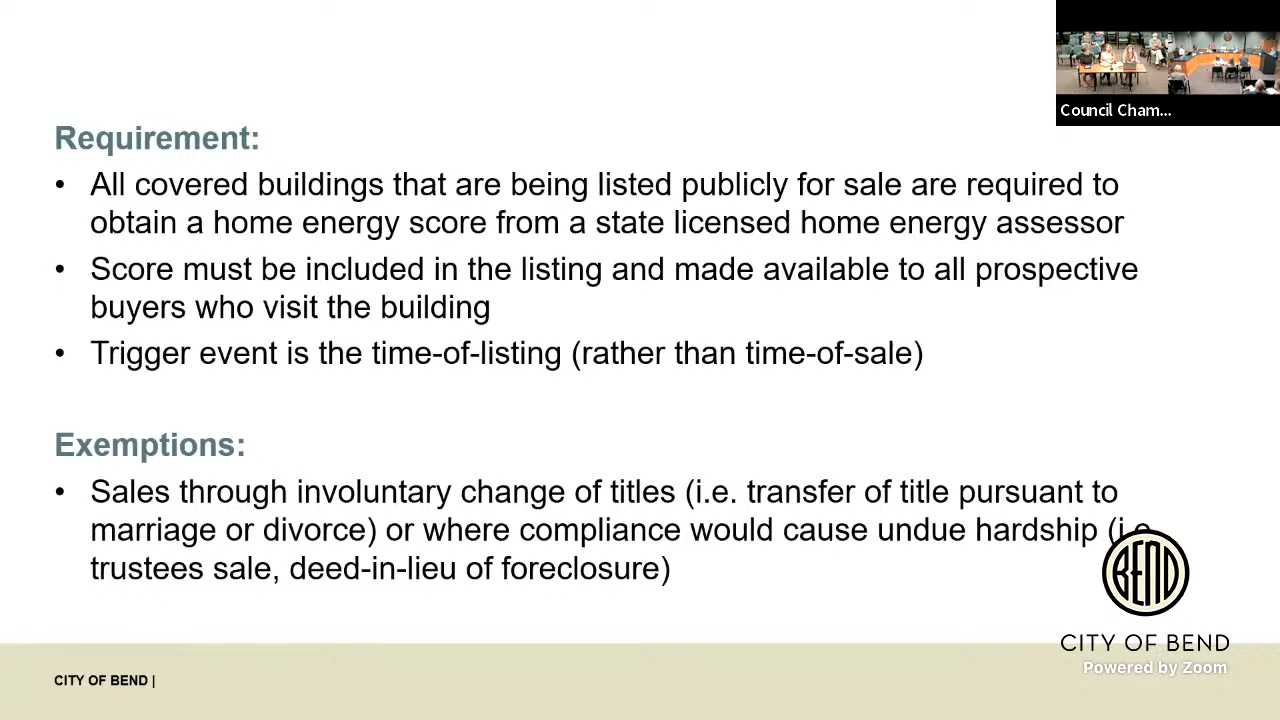 Council Cham...
Requirement:
• All covered buildings that are being listed publicly for sale are required to
obtain a home energy score from a state licensed home energy assessor
• Score must be included in the listing and made available to all prospective
buyers who visit the building
• Trigger event is the time-of-listing (rather than time-of-sale)
Exemptions:
• Sales through involuntary change of titles (i.e. transfer of title pursuant to
marriage or divorce) or where compliance would cause undue hardship (i.e.
trustees sale, deed-in-lieu of foreclosure)
BEND
CITY OF BEND
Powered by Zoom
CITY OF BEND |